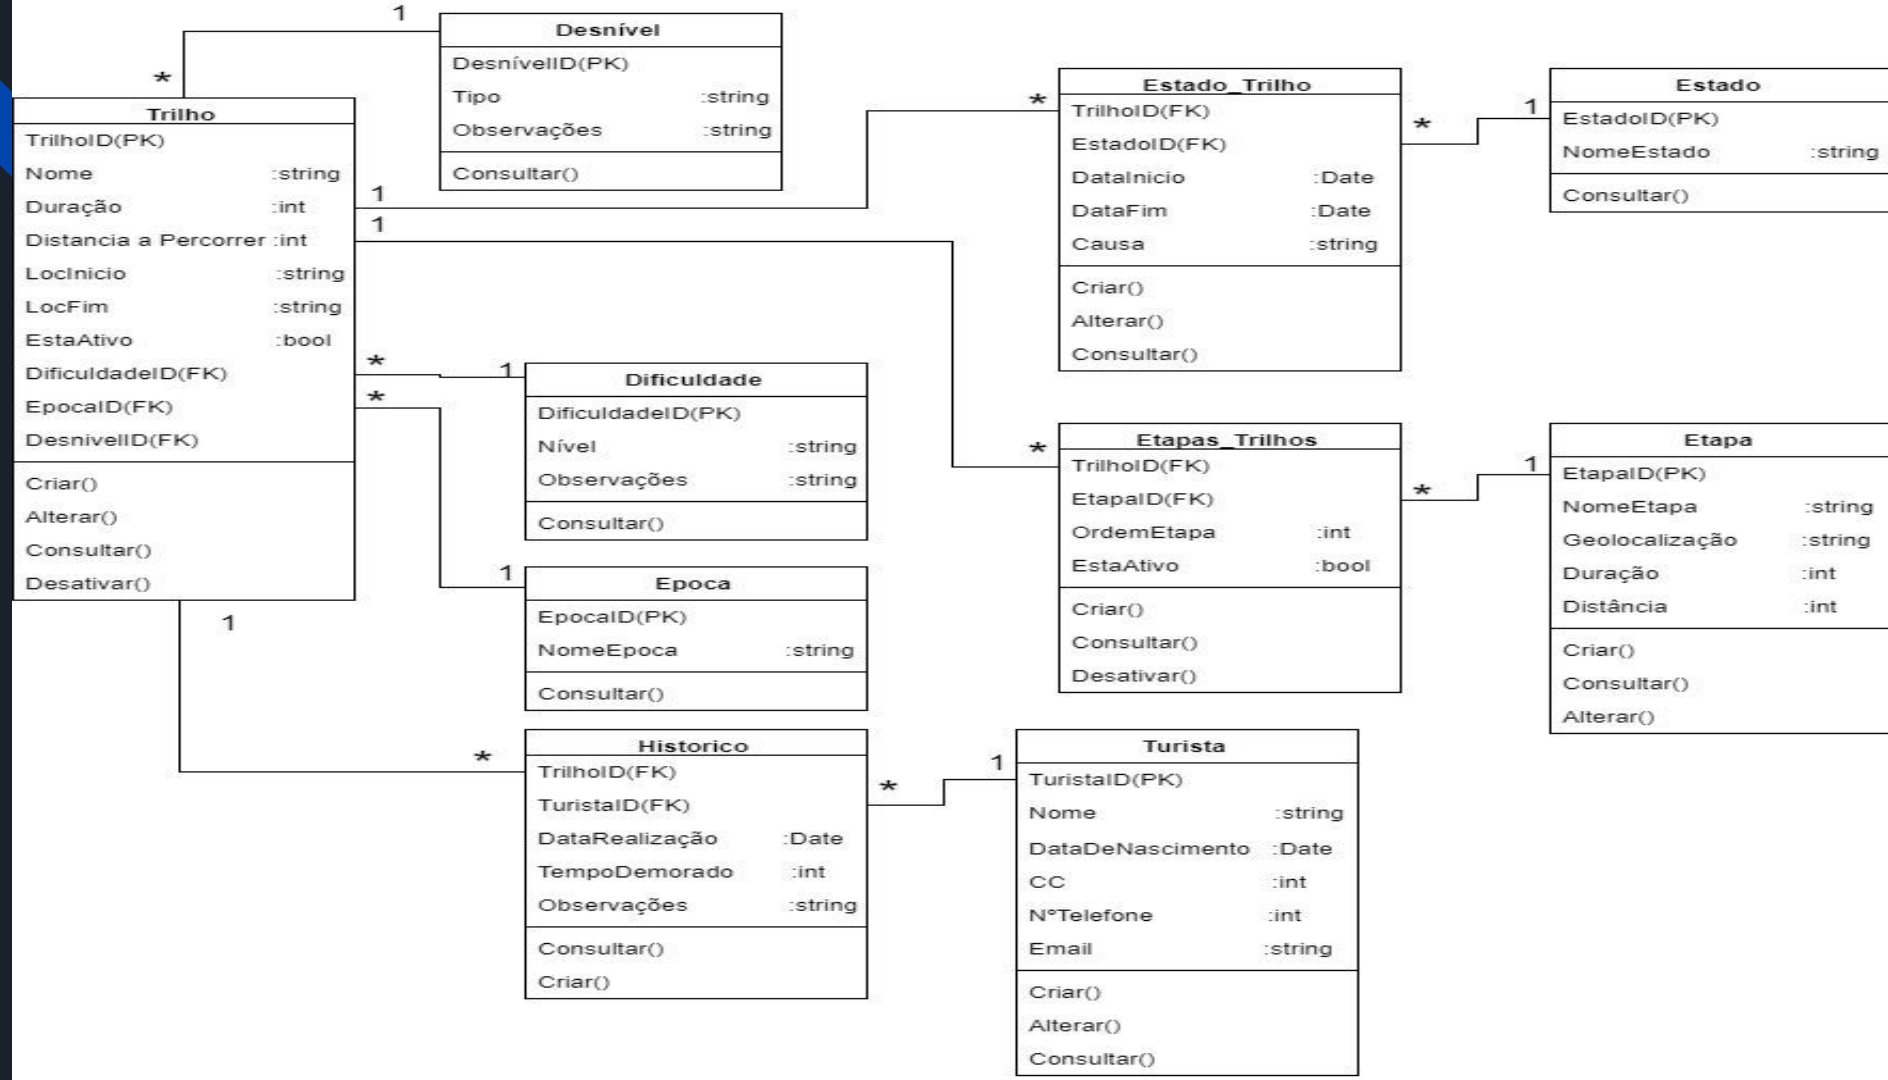 1
Desnível
DesnívelID(PK)
Tipo :string
Observações :string
Consultar()
*
Trilho
TrilhoID(PK)
Nome :string
Duração :int
Distancia a Percorrer :int
LocInicio :string
LocFim :string
EstaAtivo :bool
DificuldadeID(FK)
EpocaID(FK)
DesnivelID(FK)
Criar()
Alterar()
Consultar()
Desativar()
1
1
*
*
1
*
Estado_Trilho
TrilhoID(FK)
EstadoID(FK)
DataInicio :Date
DataFim :Date
Causa :string
Criar()
Alterar()
Consultar()
*
1
Estado
EstadoID(PK)
NomeEstado :string
Consultar()
1
Dificuldade
DificuldadeID(PK)
Nível :string
Observações :string
Consultar()
1
Epoca
EpocaID(PK)
NomeEpoca :string
Consultar()
*
Etapas_Trilhos
TrilhoID(FK)
EtapaID(FK)
OrdemEtapa :int
EstaAtivo :bool
Criar()
Consultar()
Desativar()
*
1
Etapa
EtapaID(PK)
NomeEtapa :string
Geolocalização :string
Duração :int
Distância :int
Criar()
Consultar()
Alterar()
*
Historico
TrilhoID(FK)
TuristaID(FK)
DataRealização :Date
TempoDemorado :int
Observações :string
Consultar()
Criar()
*
1
Turista
TuristaID(PK)
Nome :string
DataDeNascimento :Date
CC :int
NºTelefone :int
Email :string
Criar()
Alterar()
Consultar()